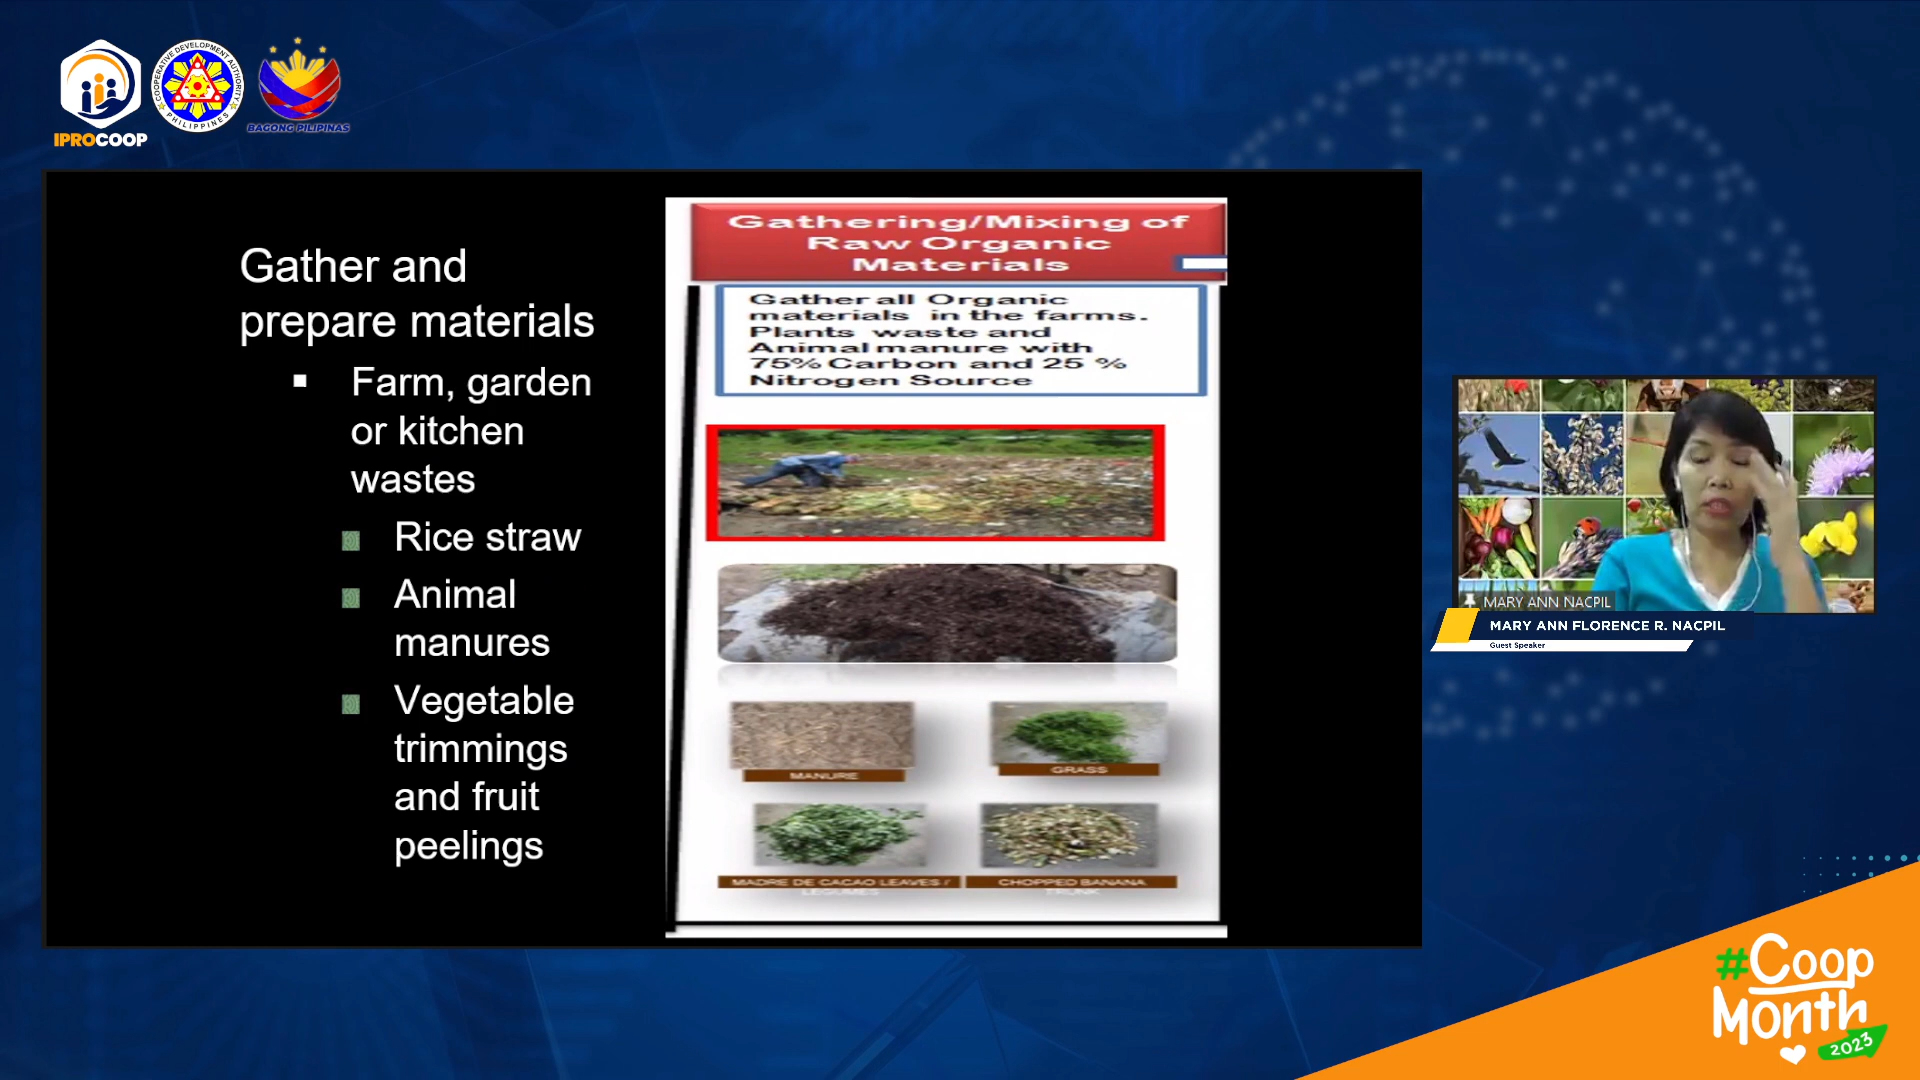 IPROCOOP
COOPERATIVE DEVELOPMENT AUTHORITY
PHILIPPINES
BAGONG PILIPINAS
Gather and
prepare materials
Farm, garden
or kitchen
wastes
Rice straw
Animal
manures
Vegetable
trimmings
and fruit
peelings
Gathering/Mixing of
Raw Organic
Materials
Gather all Organic
materials in the farms.
Plants waste and
Animal manure with
75% Carbon and 25 %
Nitrogen Source
MANURE
GRASS
MADRE DE CACAO LEAVES /
LEGUMES
CHOPPED BANANA
TRUNK
MARY ANN NACPIL
MARY ANN FLORENCE R. NACPIL
Guest Speaker
#Coop
Month
2023